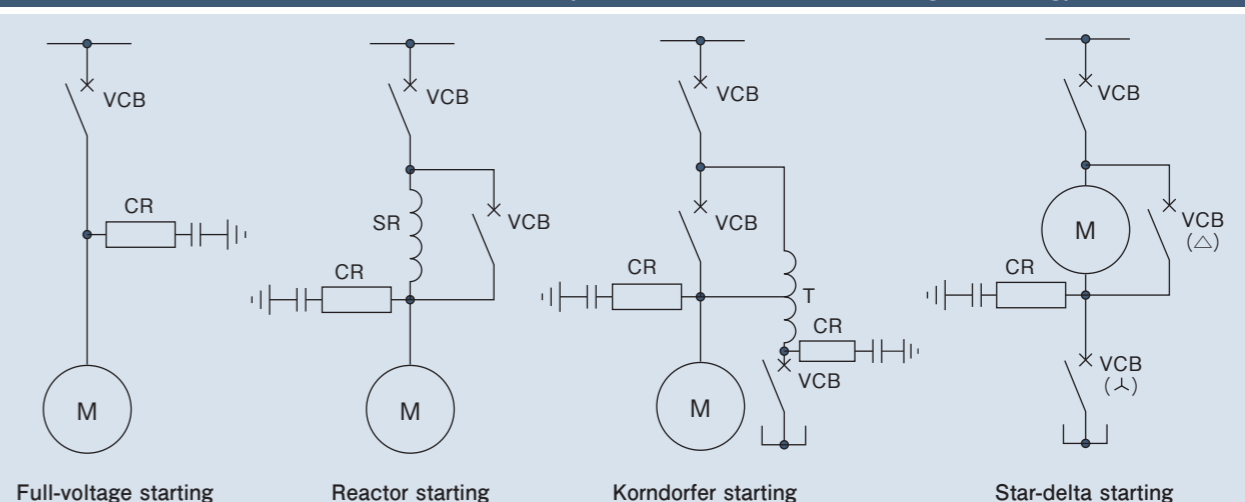 VCB
CR
M
Full-voltage starting
VCB
SR
VCB
CR
M
Reactor starting
VCB
VCB
CR
T
CR
VCB
M
Korndorfer starting
VCB
M
VCB
(△)
CR
VCB
(⅄)
Star-delta starting